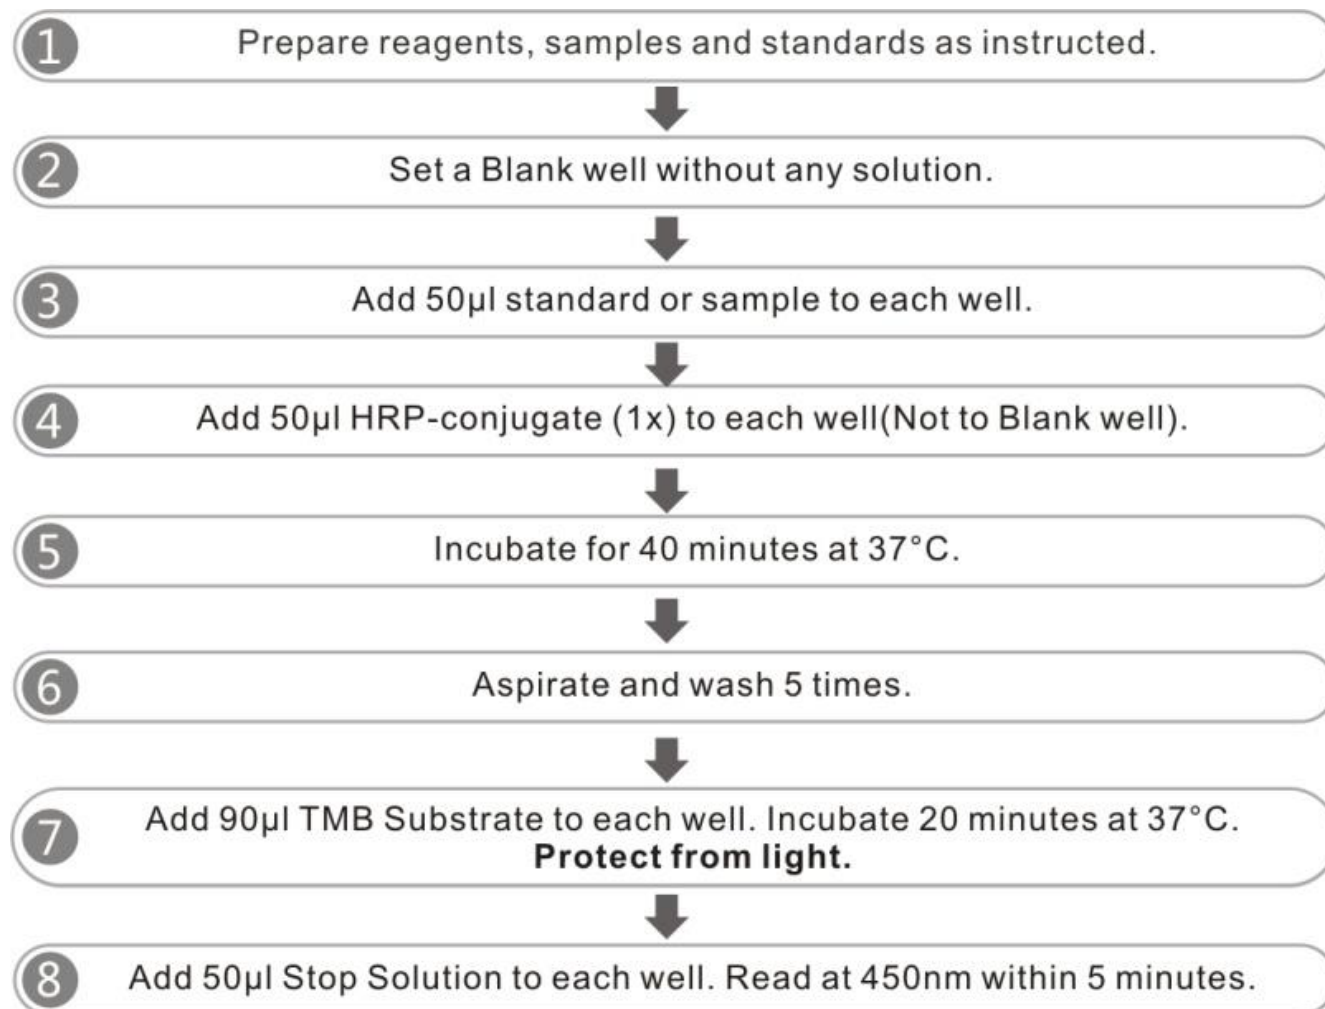 1 Prepare reagents, samples and standards as instructed.
2 Set a Blank well without any solution.
3 Add 50µl standard or sample to each well.
4 Add 50µl HRP-conjugate (1x) to each well(Not to Blank well).
5 Incubate for 40 minutes at 37°C.
6 Aspirate and wash 5 times.
7 Add 90µl TMB Substrate to each well. Incubate 20 minutes at 37°C.
Protect from light.
8 Add 50µl Stop Solution to each well. Read at 450nm within 5 minutes.